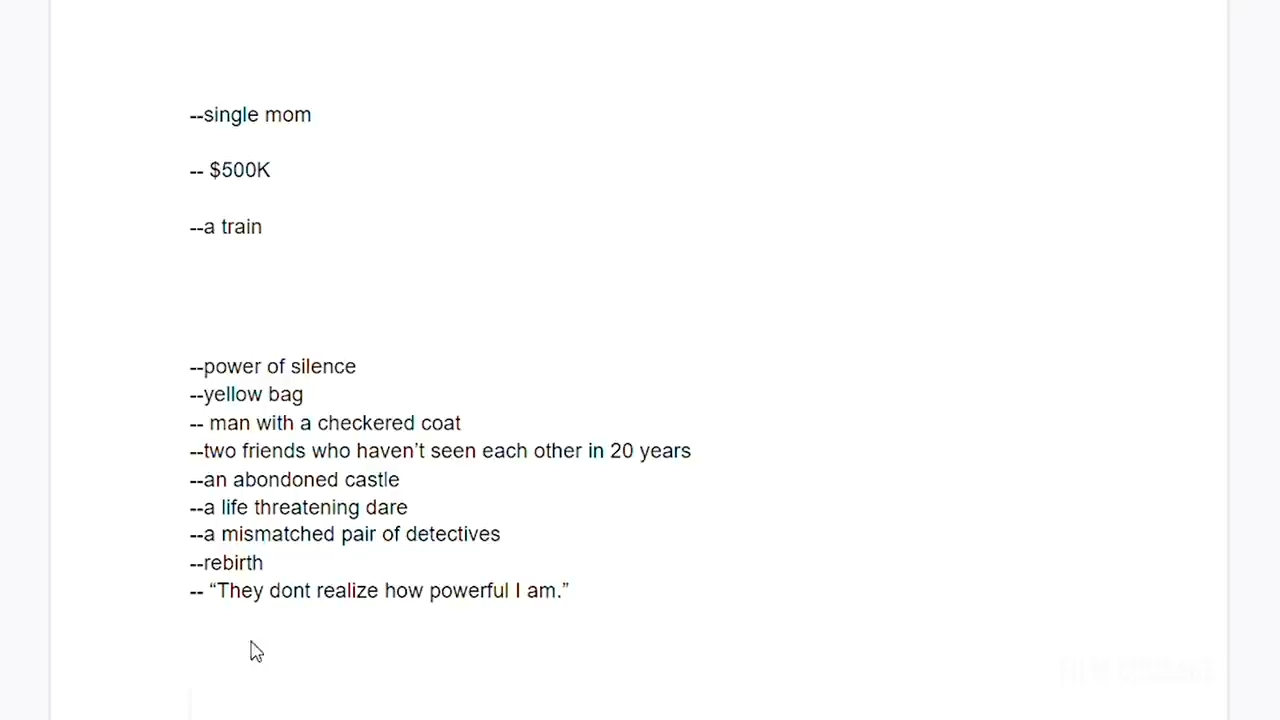 --single mom
-- $500K
--a train
--power of silence
--yellow bag
-- man with a checkered coat
--two friends who haven’t seen each other in 20 years
--an abondoned castle
--a life threatening dare
--a mismatched pair of detectives
--rebirth
-- “They dont realize how powerful I am.”